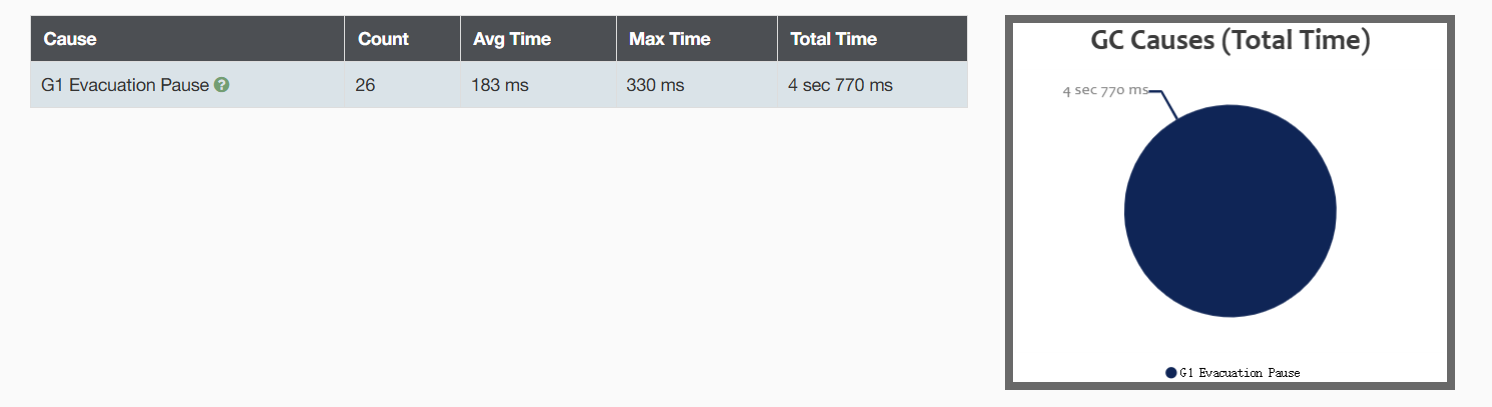 Cause Count Avg Time Max Time Total Time
G1 Evacuation Pause 26 183 ms 330 ms 4 sec 770 ms
GC Causes (Total Time)
4 sec 770 ms
G1 Evacuation Pause